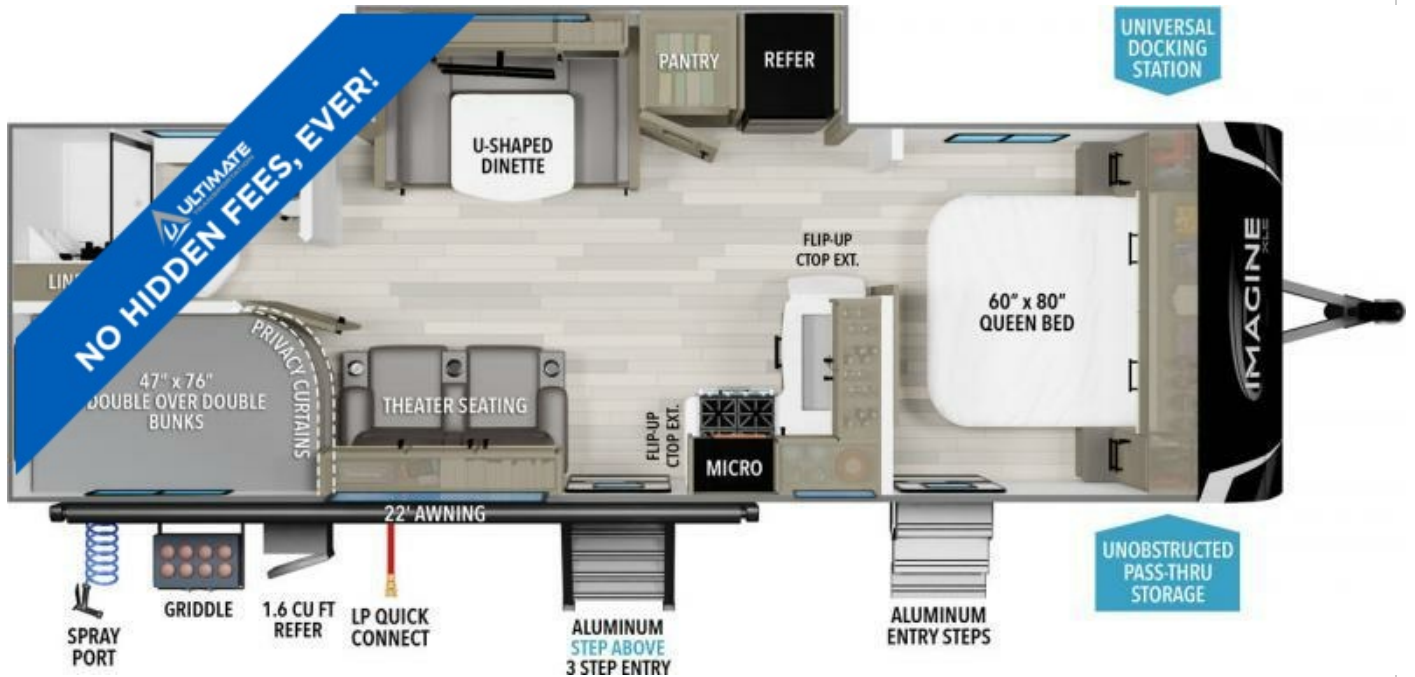 UNIVERSAL
DOCKING
STATION
PANTRY
REFER
U-SHAPED
DINETTE
ULTIMATE
TRANSPORTATION
NO HIDDEN FEES, EVER!
FLIP-UP
CTOP EXT.
60" x 80"
QUEEN BED
IMAGINE
XLS
PRIVACY CURTAINS
47" x 76"
DOUBLE OVER DOUBLE
BUNKS
THEATER SEATING
FLIP-UP
CTOP EXT.
MICRO
22' AWNING
UNOBSTRUCTED
PASS-THRU
STORAGE
SPRAY
PORT
GRIDDLE
1.6 CU FT
REFER
LP QUICK
CONNECT
ALUMINUM
STEP ABOVE
3 STEP ENTRY
ALUMINUM
ENTRY STEPS